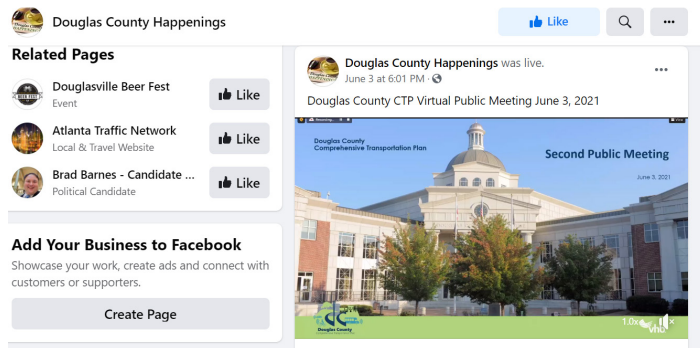 Douglas County Happenings
Like
Related Pages
Douglasville Beer Fest
Event
Like
Atlanta Traffic Network
Local & Travel Website
Like
Brad Barnes - Candidate ...
Political Candidate
Like
Add Your Business to Facebook
Showcase your work, create ads and connect with
customers or supporters.
Create Page
Douglas County Happenings was live.
June 3 at 6:01 PM ·
Douglas County CTP Virtual Public Meeting June 3, 2021
Douglas County
Comprehensive Transportation Plan
Second Public Meeting
June 3, 2021
Douglas County
1.0x
vhb